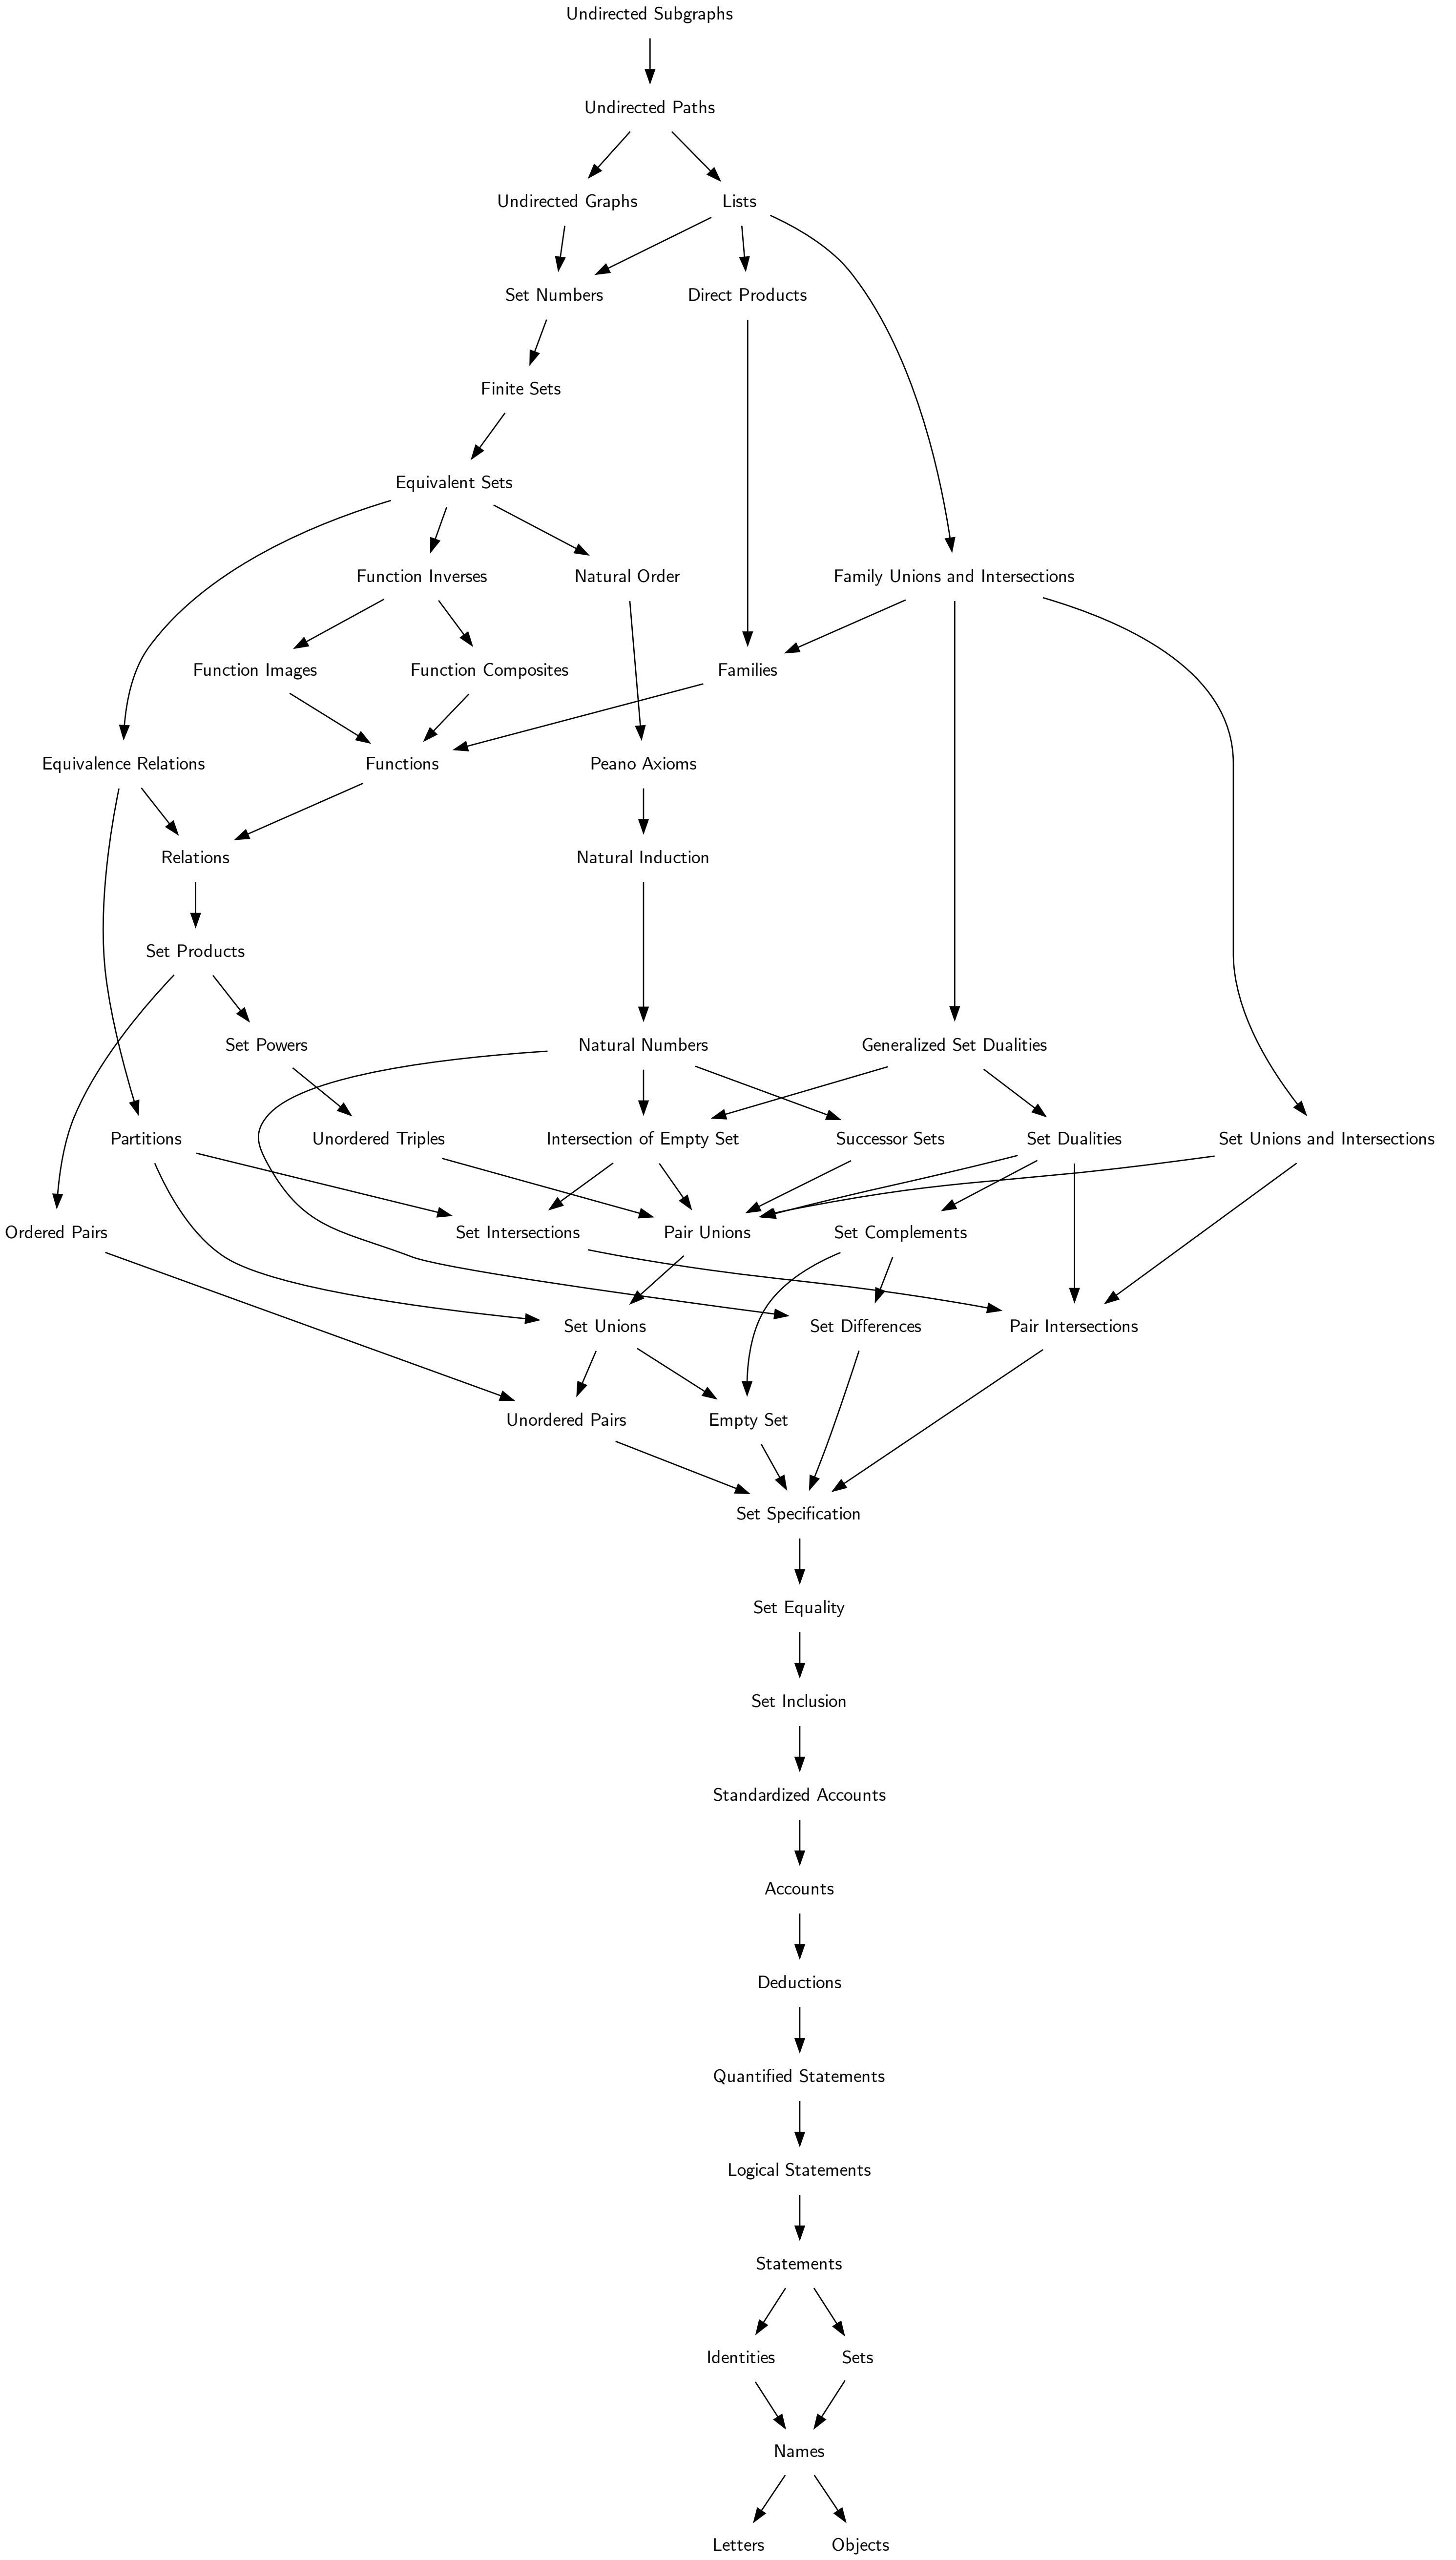 Undirected Subgraphs
Undirected Paths
Undirected Graphs
Lists
Set Numbers
Direct Products
Finite Sets
Equivalent Sets
Function Inverses
Natural Order
Family Unions and Intersections
Function Images
Function Composites
Families
Equivalence Relations
Functions
Peano Axioms
Relations
Natural Induction
Set Products
Set Powers
Natural Numbers
Generalized Set Dualities
Partitions
Unordered Triples
Intersection of Empty Set
Successor Sets
Set Dualities
Set Unions and Intersections
Ordered Pairs
Set Intersections
Pair Unions
Set Complements
Set Unions
Set Differences
Pair Intersections
Unordered Pairs
Empty Set
Set Specification
Set Equality
Set Inclusion
Standardized Accounts
Accounts
Deductions
Quantified Statements
Logical Statements
Statements
Identities
Sets
Names
Letters
Objects